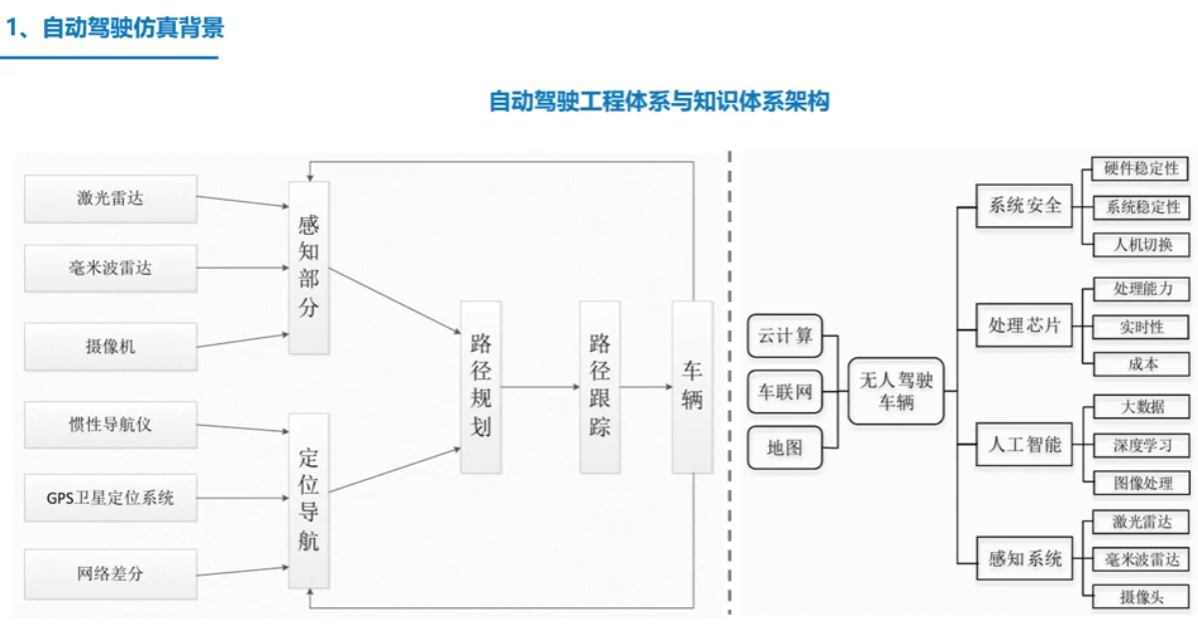 1、自动驾驶仿真背景
自动驾驶工程体系与知识体系架构
激光雷达
毫米波雷达
摄像机
惯性导航仪
GPS卫星定位系统
网络差分
感知部分
定位导航
路径规划
路径跟踪
车辆
云计算
车联网
地图
无人驾驶
车辆
系统安全
硬件稳定性
系统稳定性
人机切换
处理芯片
处理能力
实时性
成本
人工智能
大数据
深度学习
图像处理
感知系统
激光雷达
毫米波雷达
摄像头